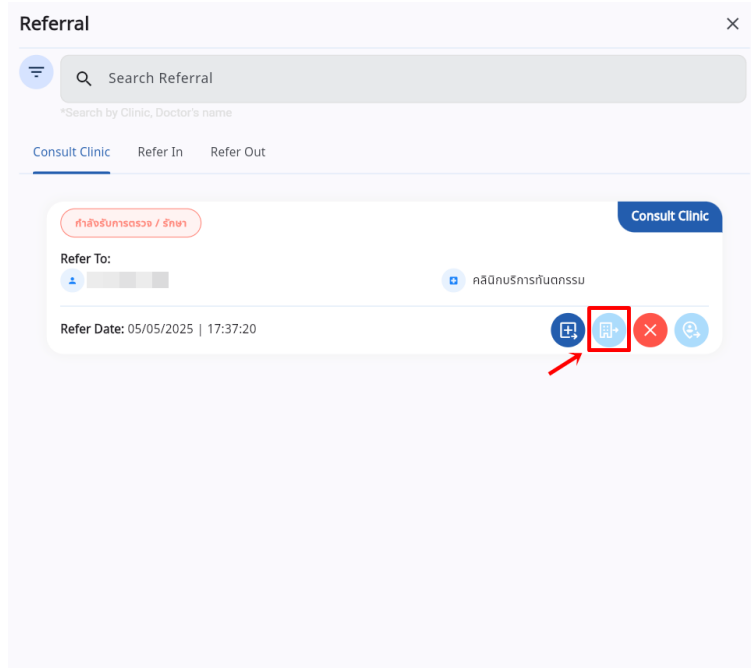 Referral
Search Referral
*Search by Clinic, Doctor's name
Consult Clinic Refer In Refer Out
กำลังรับการตรวจ / รักษา
Consult Clinic
Refer To:
คลินิกบริการทันตกรรม
Refer Date: 05/05/2025 | 17:37:20